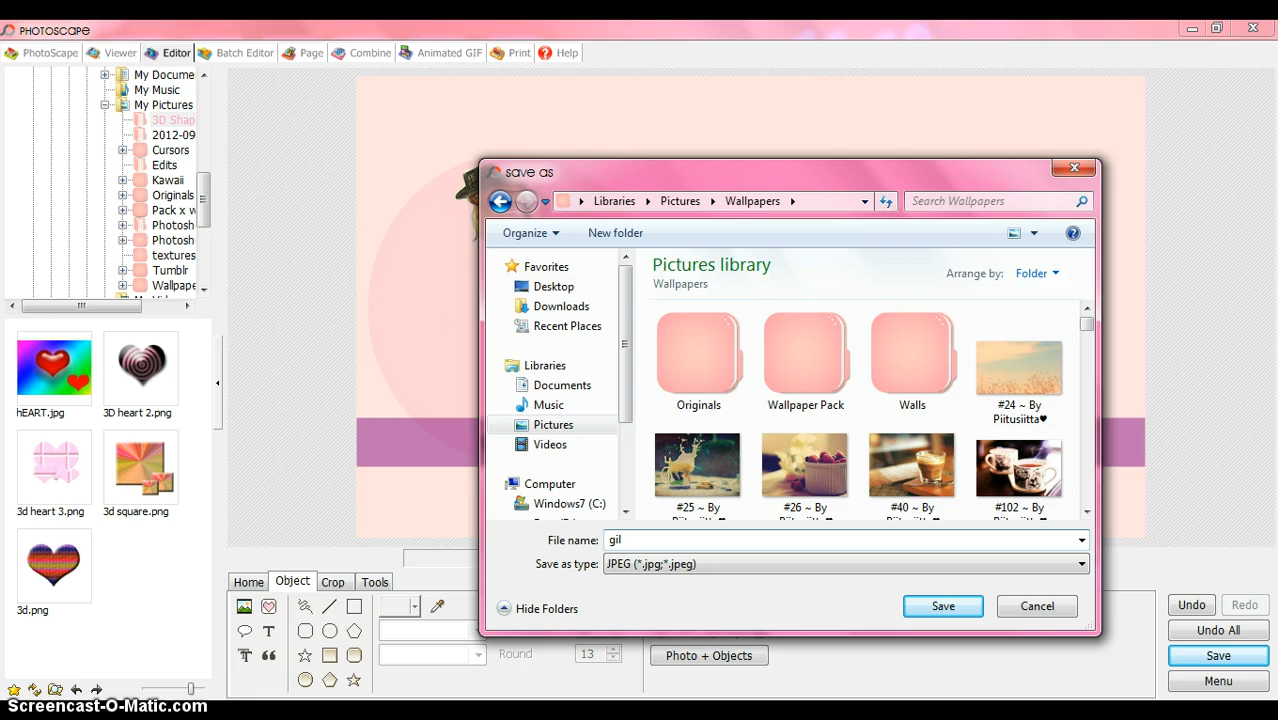 PHOTOSCAPE
PhotoScape Viewer Editor Batch Editor Page Combine Animated GIF Print Help
My Docume
My Music
My Pictures
3D Shap
2012-09
Cursors
Edits
Kawaii
Originals
Pack x w
Photosh
Photosh
textures
Tumblr
Wallpape
hEART.jpg
3D heart 2.png
3d heart 3.png
3d square.png
3d.png
save as
Libraries Pictures Wallpapers
Search Wallpapers
Organize
New folder
Favorites
Desktop
Downloads
Recent Places
Libraries
Documents
Music
Pictures
Videos
Computer
Windows7 (C:)
Pictures library
Wallpapers
Arrange by: Folder
Originals
Wallpaper Pack
Walls
#24 ~ By
Piitusiitta♥
#25 ~ By
#26 ~ By
#40 ~ By
#102 ~ By
File name: gil
Save as type: JPEG (*.jpg;*.jpeg)
Hide Folders
Save
Cancel
Home Object Crop Tools
Round 13
Photo + Objects
Undo
Redo
Undo All
Save
Menu
Screencast-O-Matic.com